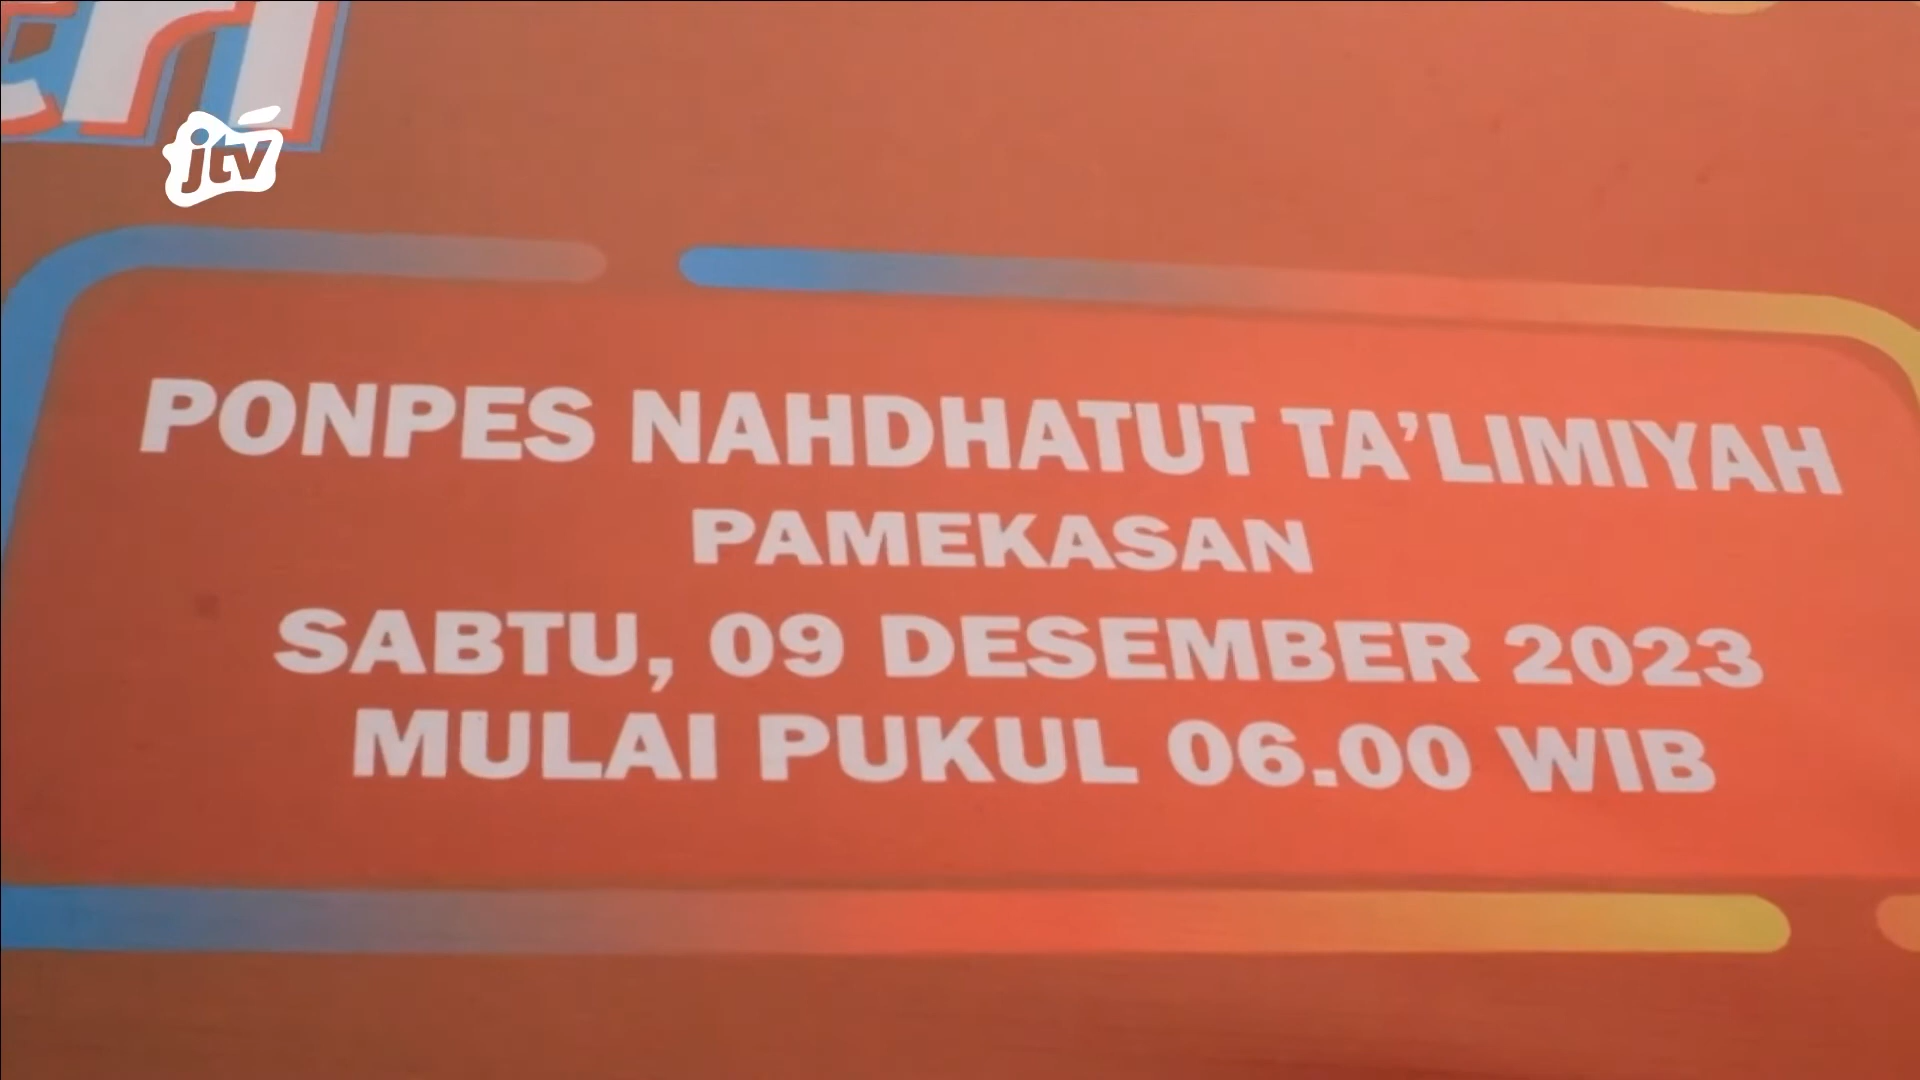 jtv
PONPES NAHDHATUT TA'LIMIYAH
PAMEKASAN
SABTU, 09 DESEMBER 2023
MULAI PUKUL 06.00 WIB